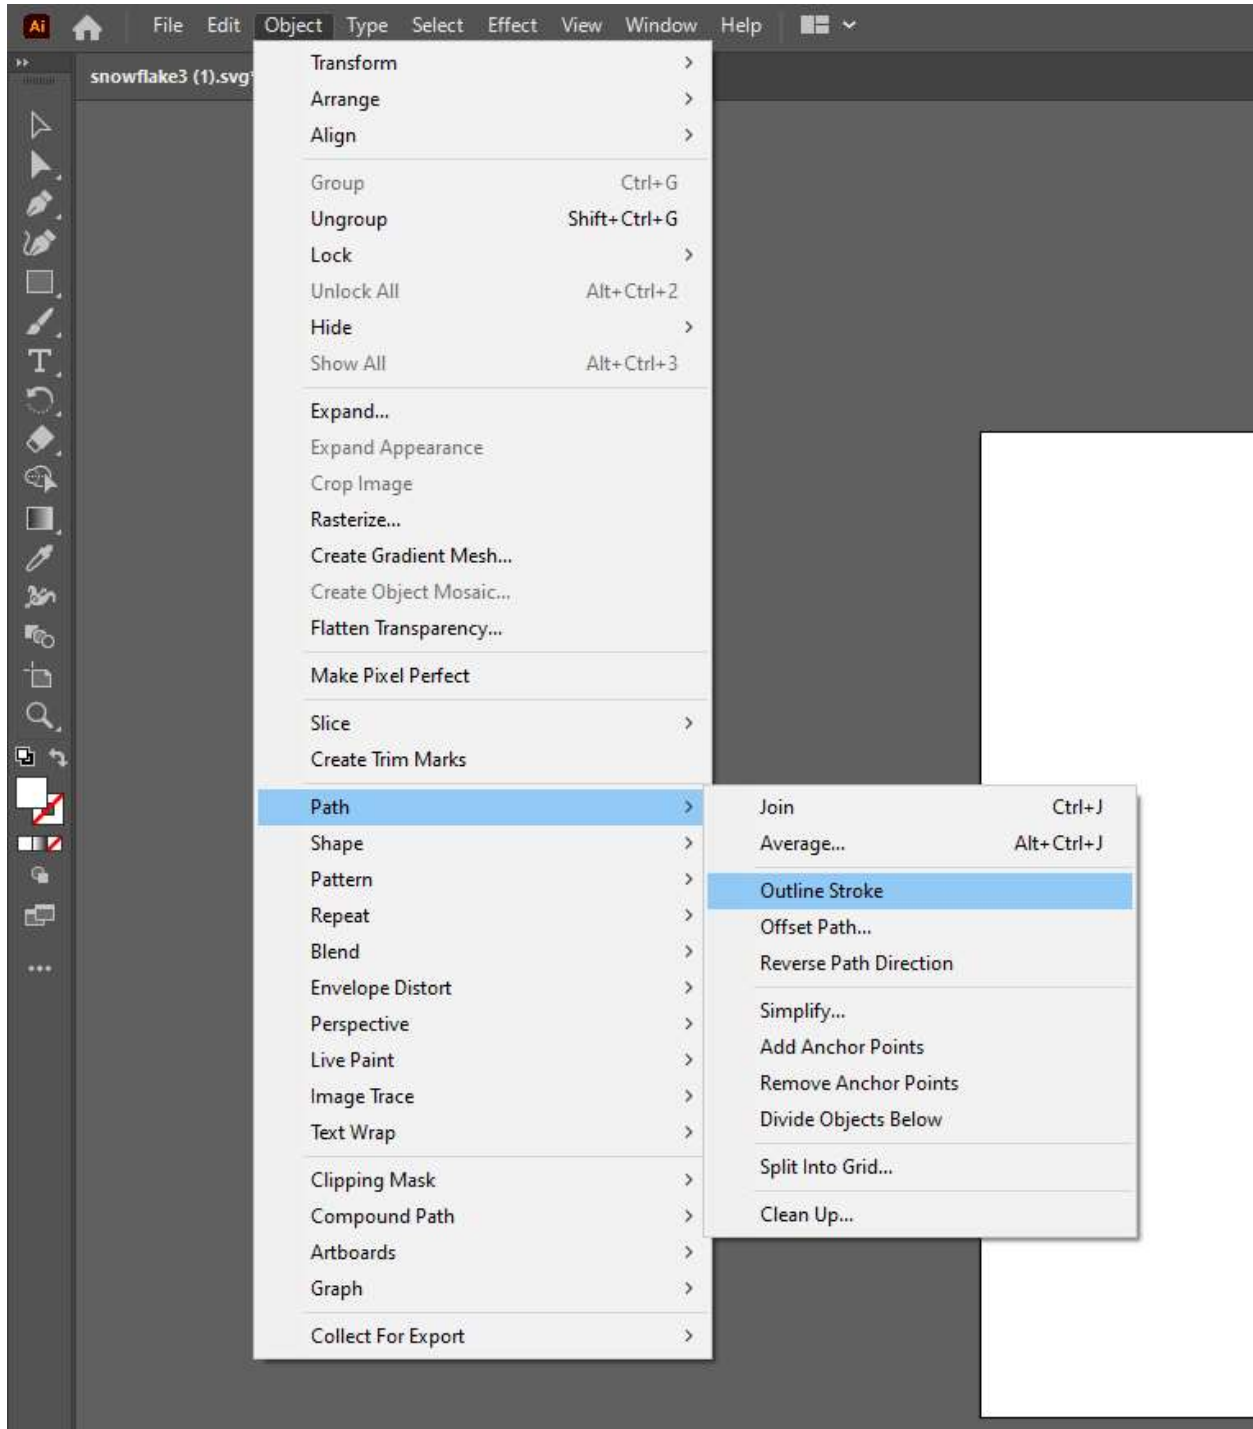 Ai File Edit Object Type Select Effect View Window Help
snowflake3 (1).svg*
Transform
Arrange
Align
Group Ctrl+G
Ungroup Shift+Ctrl+G
Lock
Unlock All Alt+Ctrl+2
Hide
Show All Alt+Ctrl+3
Expand...
Expand Appearance
Crop Image
Rasterize...
Create Gradient Mesh...
Create Object Mosaic...
Flatten Transparency...
Make Pixel Perfect
Slice
Create Trim Marks
Path
Shape
Pattern
Repeat
Blend
Envelope Distort
Perspective
Live Paint
Image Trace
Text Wrap
Clipping Mask
Compound Path
Artboards
Graph
Collect For Export
Join Ctrl+J
Average... Alt+Ctrl+J
Outline Stroke
Offset Path...
Reverse Path Direction
Simplify...
Add Anchor Points
Remove Anchor Points
Divide Objects Below
Split Into Grid...
Clean Up...